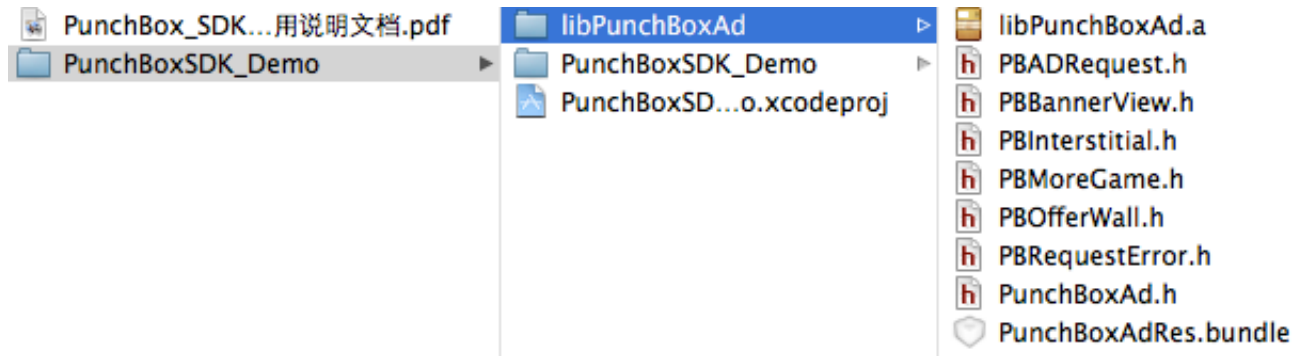 PunchBox_SDK...用说明文档.pdf
PunchBoxSDK_Demo
libPunchBoxAd
PunchBoxSDK_Demo
PunchBoxSD...o.xcodeproj
libPunchBoxAd.a
h PBADRequest.h
h PBBannerView.h
h PBInterstitial.h
h PBMoreGame.h
h PBOfferWall.h
h PBRequestError.h
h PunchBoxAd.h
PunchBoxAdRes.bundle